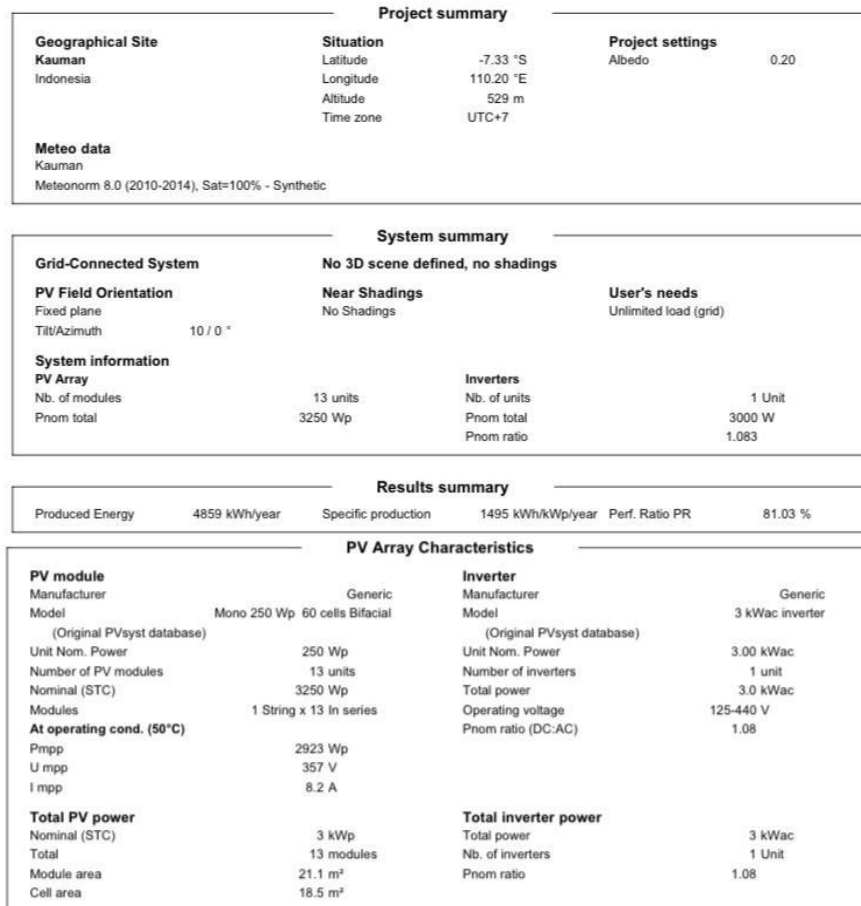 Project summary
Geographical Site Situation Project settings
Kauman Latitude -7.33 °S Albedo 0.20
Indonesia Longitude 110.20 °E
Altitude 529 m
Time zone UTC+7
Meteo data
Kauman
Meteonorm 8.0 (2010-2014), Sat=100% - Synthetic
System summary
Grid-Connected System No 3D scene defined, no shadings
PV Field Orientation Near Shadings User's needs
Fixed plane No Shadings Unlimited load (grid)
Tilt/Azimuth 10 / 0 °
System information
PV Array Inverters
Nb. of modules 13 units Nb. of units 1 Unit
Pnom total 3250 Wp Pnom total 3000 W
Pnom ratio 1.083
Results summary
Produced Energy 4859 kWh/year Specific production 1495 kWh/kWp/year Perf. Ratio PR 81.03 %
PV Array Characteristics
PV module Inverter
Manufacturer Generic Manufacturer Generic
Model Mono 250 Wp 60 cells Bifacial Model 3 kWac inverter
(Original PVsyst database) (Original PVsyst database)
Unit Nom. Power 250 Wp Unit Nom. Power 3.00 kWac
Number of PV modules 13 units Number of inverters 1 unit
Nominal (STC) 3250 Wp Total power 3.0 kWac
Modules 1 String x 13 In series Operating voltage 125-440 V
At operating cond. (50°C) Pnom ratio (DC:AC) 1.08
Pmpp 2923 Wp
U mpp 357 V
I mpp 8.2 A
Total PV power Total inverter power
Nominal (STC) 3 kWp Total power 3 kWac
Total 13 modules Nb. of inverters 1 Unit
Module area 21.1 m² Pnom ratio 1.08
Cell area 18.5 m²